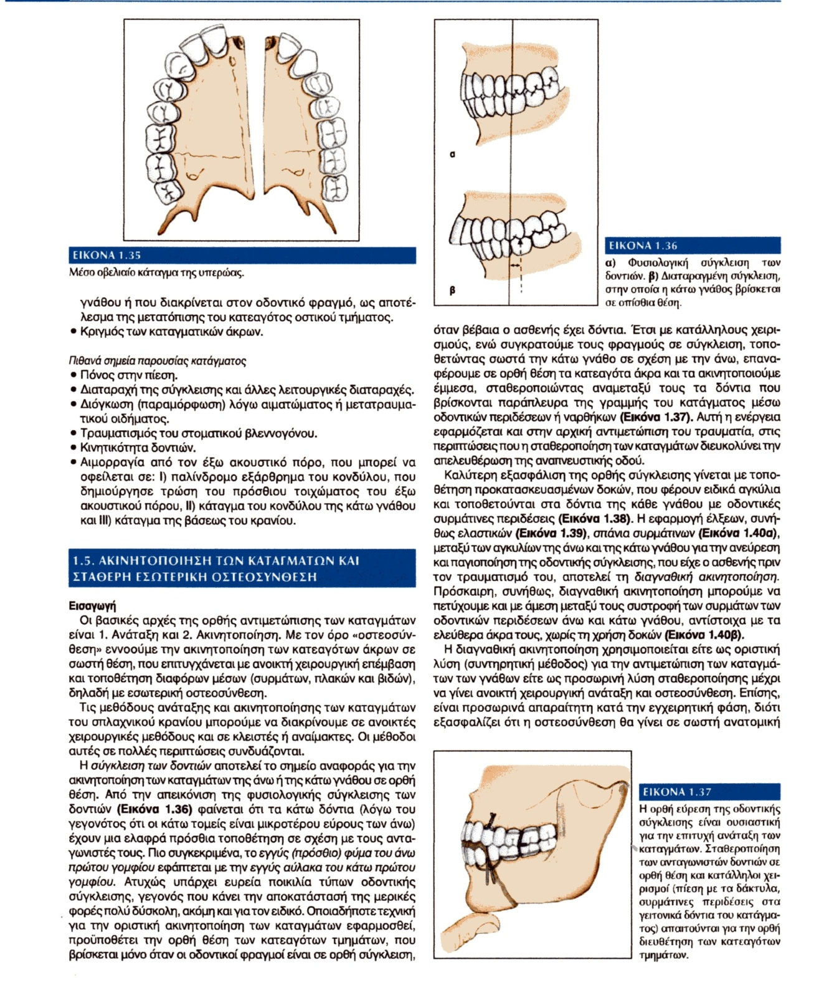 ΕΙΚΟΝΑ 1.35
Μέσο οβελιαίο κάταγμα της υπερώας.
γνάθου ή που διακρίνεται στον οδοντικό φραγμό, ως αποτέ-
λεσμα της μετατόπισης του κατεαγότος οστικού τμήματος.
• Κριγμός των καταγματικών άκρων.
Πιθανά σημεία παρουσίας κατάγματος
• Πόνος στην πίεση.
• Διαταραχή της σύγκλεισης και άλλες λειτουργικές διαταραχές.
• Διόγκωση (παραμόρφωση) λόγω αιματώματος ή μετατραυμα-
τικού οιδήματος.
• Τραυματισμός του στοματικού βλεννογόνου.
• Κινητικότητα δοντιών.
• Αιμορραγία από τον έξω ακουστικό πόρο, που μπορεί να
οφείλεται σε: Ι) παλίνδρομο εξάρθρημα του κονδύλου, που
δημιούργησε τρώση του πρόσθιου τοιχώματος του έξω
ακουστικού πόρου, ΙΙ) κάταγμα του κονδύλου της κάτω γνάθου
και ΙΙΙ) κάταγμα της βάσεως του κρανίου.
1.5. ΑΚΙΝΗΤΟΠΟΙΗΣΗ ΤΩΝ ΚΑΤΑΓΜΑΤΩΝ ΚΑΙ
ΣΤΑΘΕΡΗ ΕΣΩΤΕΡΙΚΗ ΟΣΤΕΟΣΥΝΘΕΣΗ
Εισαγωγή
Οι βασικές αρχές της ορθής αντιμετώπισης των καταγμάτων
είναι 1. Ανάταξη και 2. Ακινητοποίηση. Με τον όρο «οστεοσύν-
θεση» εννοούμε την ακινητοποίηση των κατεαγότων άκρων σε
σωστή θέση, που επιτυγχάνεται με ανοικτή χειρουργική επέμβαση
και τοποθέτηση διαφόρων μέσων (συρμάτων, πλακών και βιδών),
δηλαδή με εσωτερική οστεοσύνθεση.
Τις μεθόδους ανάταξης και ακινητοποίησης των καταγμάτων
του σπλαχνικού κρανίου μπορούμε να διακρίνουμε σε ανοικτές
χειρουργικές μεθόδους και σε κλειστές ή αναίμακτες. Οι μέθοδοι
αυτές σε πολλές περιπτώσεις συνδυάζονται.
Η σύγκλειση των δοντιών αποτελεί το σημείο αναφοράς για την
ακινητοποίηση των καταγμάτων της άνω ή της κάτω γνάθου σε ορθή
θέση. Από την απεικόνιση της φυσιολογικής σύγκλεισης των
δοντιών (Εικόνα 1.36) φαίνεται ότι τα κάτω δόντια (λόγω του
γεγονότος ότι οι κάτω τομείς είναι μικροτέρου εύρους των άνω)
έχουν μια ελαφρά πρόσθια τοποθέτηση σε σχέση με τους αντα-
γωνιστές τους. Πιο συγκεκριμένα, το εγγύς (πρόσθιο) φύμα του άνω
πρώτου γομφίου εφάπτεται με την εγγύς αύλακα του κάτω πρώτου
γομφίου. Ατυχώς υπάρχει ευρεία ποικιλία τύπων οδοντικής
σύγκλεισης, γεγονός που κάνει την αποκατάστασή της μερικές
φορές πολύ δύσκολη, ακόμη και για τον ειδικό. Οποιαδήποτε τεχνική
για την οριστική ακινητοποίηση των καταγμάτων εφαρμοσθεί,
προϋποθέτει την ορθή θέση των κατεαγότων τμημάτων, που
βρίσκεται μόνο όταν οι οδοντικοί φραγμοί είναι σε ορθή σύγκλειση,
α
β
ΕΙΚΟΝΑ 1.36
α) Φυσιολογική σύγκλειση των
δοντιών. β) Διαταραγμένη σύγκλειση,
στην οποία η κάτω γνάθος βρίσκεται
σε οπίσθια θέση.
όταν βέβαια ο ασθενής έχει δόντια. Έτσι με κατάλληλους χειρι-
σμούς, ενώ συγκρατούμε τους φραγμούς σε σύγκλειση, τοπο-
θετώντας σωστά την κάτω γνάθο σε σχέση με την άνω, επανα-
φέρουμε σε ορθή θέση τα κατεαγότα άκρα και τα ακινητοποιούμε
έμμεσα, σταθεροποιώντας αναμεταξύ τους τα δόντια που
βρίσκονται παράπλευρα της γραμμής του κατάγματος μέσω
οδοντικών περιδέσεων ή ναρθήκων (Εικόνα 1.37). Αυτή η ενέργεια
εφαρμόζεται και στην αρχική αντιμετώπιση του τραυματία, στις
περιπτώσεις που η σταθεροποίηση των καταγμάτων διευκολύνει την
απελευθέρωση της αναπνευστικής οδού.
Καλύτερη εξασφάλιση της ορθής σύγκλεισης γίνεται με τοπο-
θέτηση προκατασκευασμένων δοκών, που φέρουν ειδικά αγκύλια
και τοποθετούνται στα δόντια της κάθε γνάθου με οδοντικές
συρμάτινες περιδέσεις (Εικόνα 1.38). Η εφαρμογή έλξεων, συνή-
θως ελαστικών (Εικόνα 1.39), σπάνια συρμάτινων (Εικόνα 1.40α),
μεταξύ των αγκυλίων της άνω και της κάτω γνάθου για την ανεύρεση
και παγιοποίηση της οδοντικής σύγκλεισης, που είχε ο ασθενής πριν
τον τραυματισμό του, αποτελεί τη διαγναθική ακινητοποίηση.
Πρόσκαιρη, συνήθως, διαγναθική ακινητοποίηση μπορούμε να
πετύχουμε και με άμεση μεταξύ τους συστροφή των συρμάτων των
οδοντικών περιδέσεων άνω και κάτω γνάθου, αντίστοιχα με τα
ελεύθερα άκρα τους, χωρίς τη χρήση δοκών (Εικόνα 1.40β).
Η διαγναθική ακινητοποίηση χρησιμοποιείται είτε ως οριστική
λύση (συντηρητική μέθοδος) για την αντιμετώπιση των καταγμά-
των των γνάθων είτε ως προσωρινή λύση σταθεροποίησης μέχρι
να γίνει ανοικτή χειρουργική ανάταξη και οστεοσύνθεση. Επίσης,
είναι προσωρινά απαραίτητη κατά την εγχειρητική φάση, διότι
εξασφαλίζει ότι η οστεοσύνθεση θα γίνει σε σωστή ανατομική
ΕΙΚΟΝΑ 1.37
Η ορθή εύρεση της οδοντικής
σύγκλεισης είναι ουσιαστική
για την επιτυχή ανάταξη των
καταγμάτων. Σταθεροποίηση
των ανταγωνιστών δοντιών σε
ορθή θέση και κατάλληλοι χει-
ρισμοί (πίεση με τα δάκτυλα,
συρμάτινες περιδέσεις στα
γειτονικά δόντια του κατάγμα-
τος) απαιτούνται για την ορθή
διευθέτηση των κατεαγότων
τμημάτων.